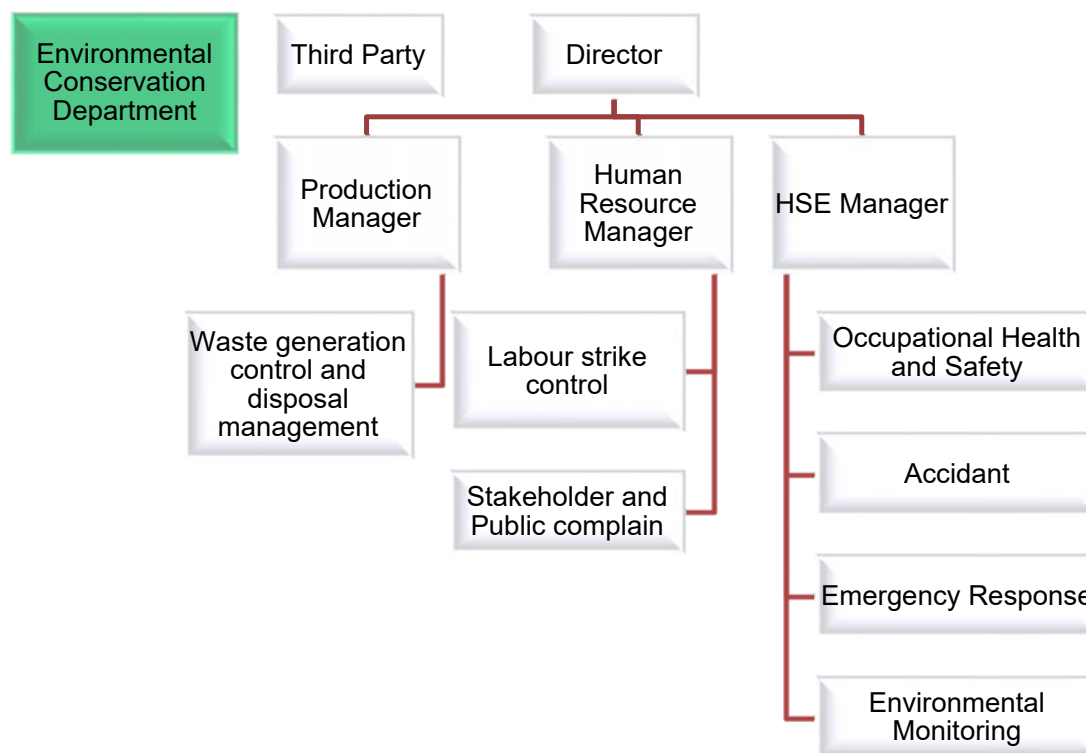 Environmental
Conservation
Department
Third Party
Director
Production
Manager
Human
Resource
Manager
HSE Manager
Waste generation
control and
disposal
management
Labour strike
control
Stakeholder and
Public complain
Occupational Health
and Safety
Accidant
Emergency Response
Environmental
Monitoring